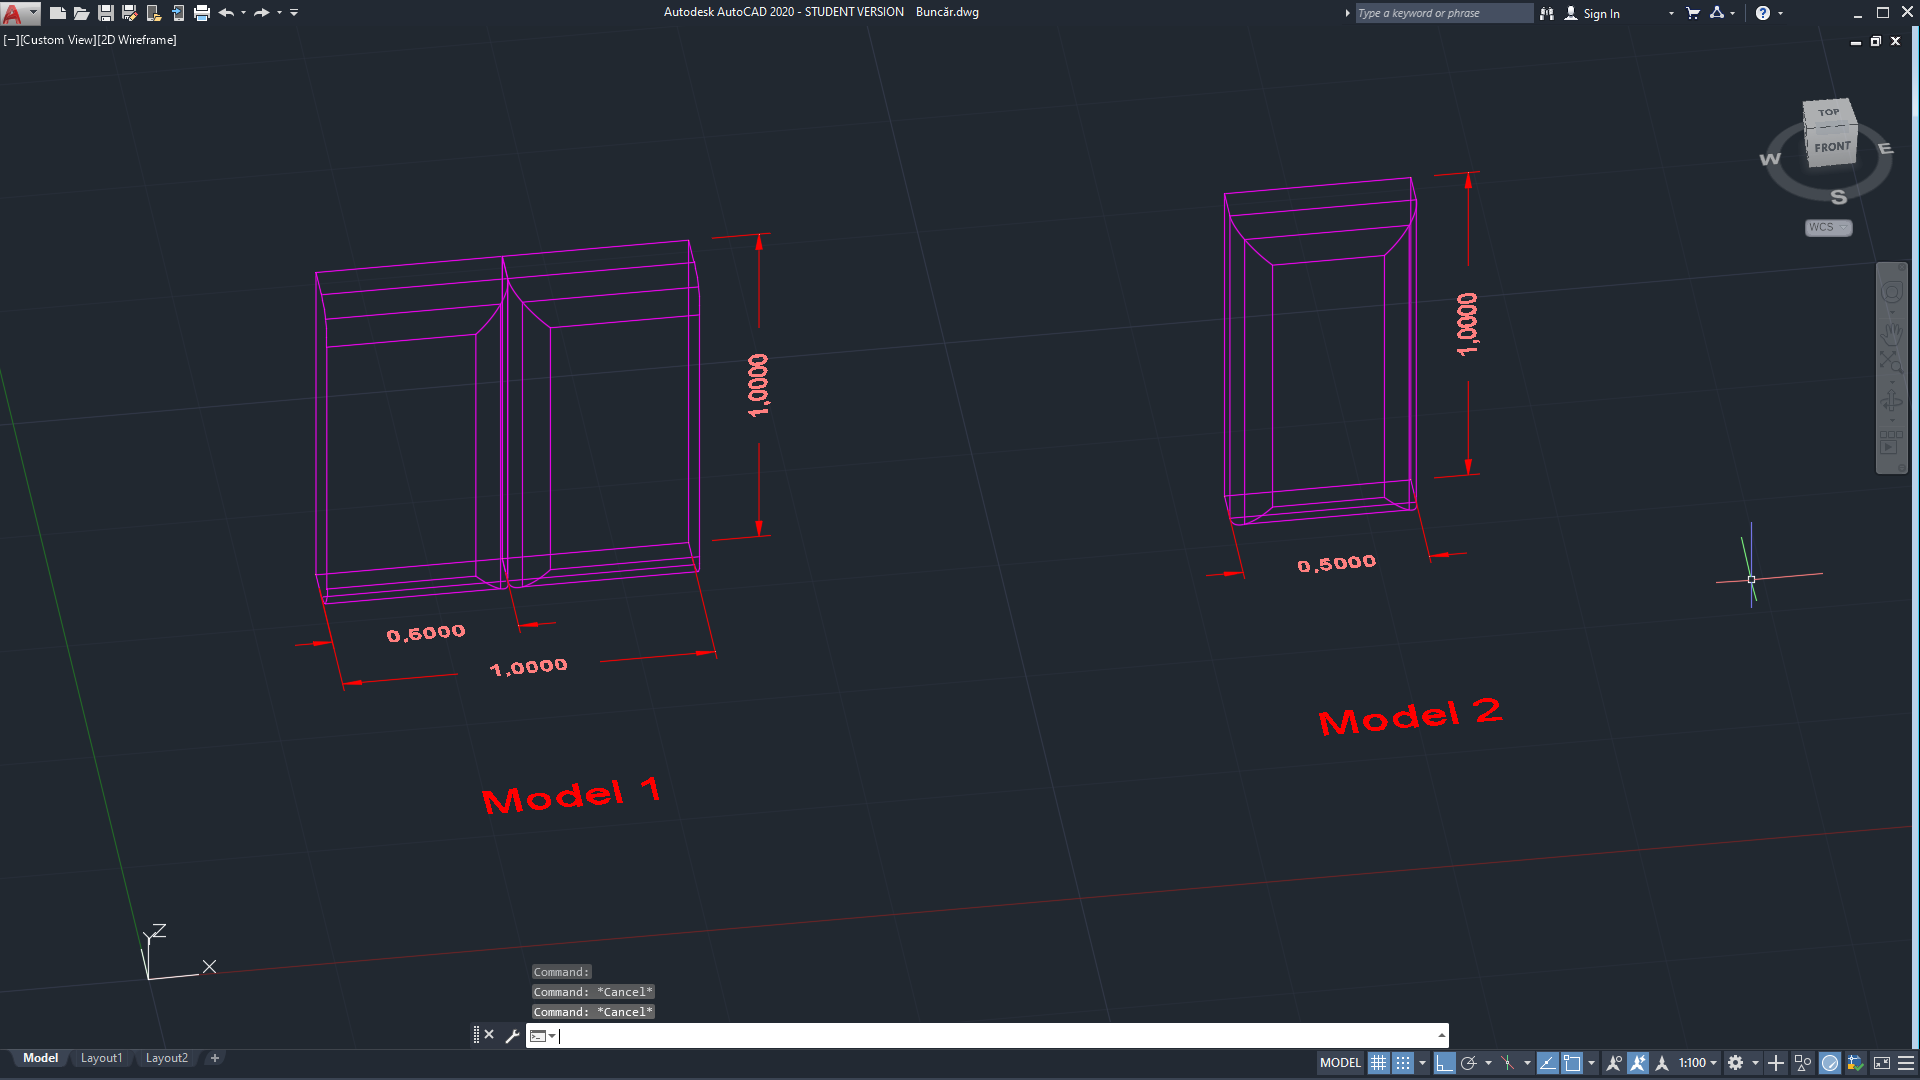 Autodesk AutoCAD 2020 - STUDENT VERSION Buncăr.dwg
Type a keyword or phrase
Sign In
[−][Custom View][2D Wireframe]
TOP
FRONT
W
E
S
WCS
1,0000
1,0000
0,5000
0,5000
1,0000
Model 2
Model 1
Z
Y
X
Command:
Command: *Cancel*
Command: *Cancel*
Model
Layout1
Layout2
+
MODEL
1:100